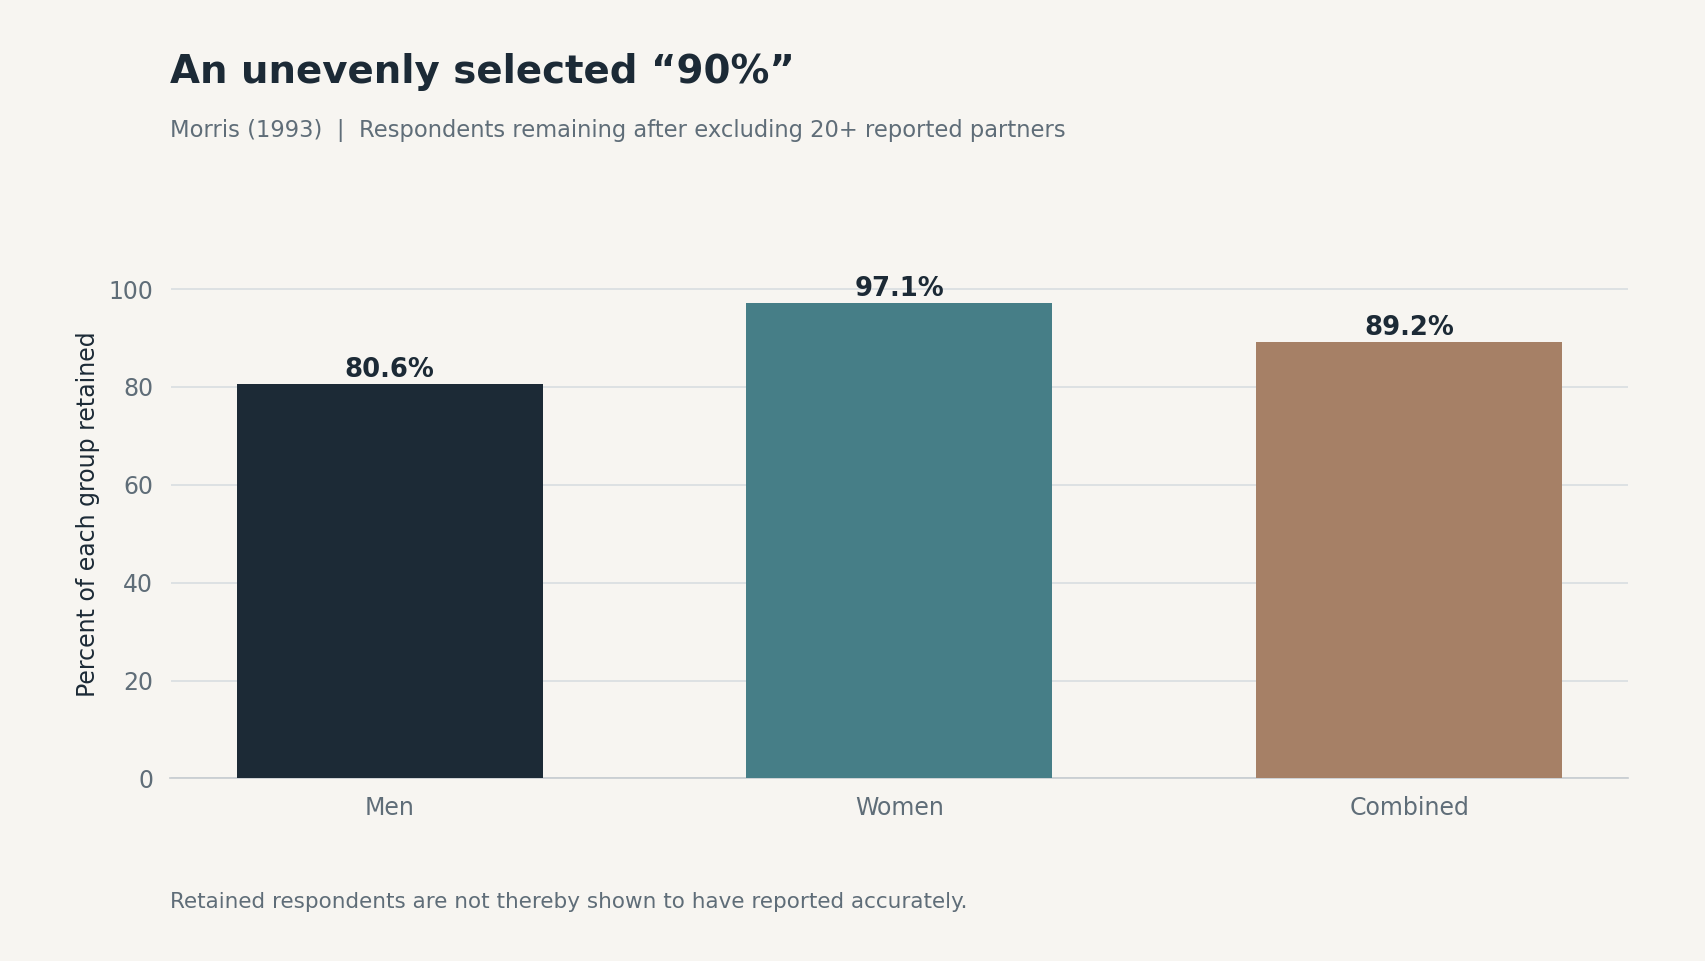 An unevenly selected “90%”
Morris (1993)  |  Respondents remaining after excluding 20+ reported partners
Percent of each group retained
100
80
60
40
20
0
80.6%
97.1%
89.2%
Men
Women
Combined
Retained respondents are not thereby shown to have reported accurately.